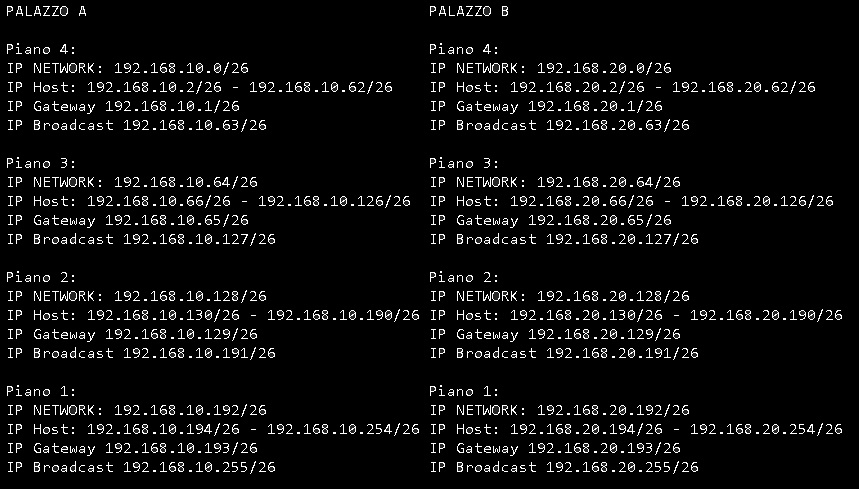 PALAZZO A
Piano 4:
IP NETWORK: 192.168.10.0/26
IP Host: 192.168.10.2/26 - 192.168.10.62/26
IP Gateway 192.168.10.1/26
IP Broadcast 192.168.10.63/26
Piano 3:
IP NETWORK: 192.168.10.64/26
IP Host: 192.168.10.66/26 - 192.168.10.126/26
IP Gateway 192.168.10.65/26
IP Broadcast 192.168.10.127/26
Piano 2:
IP NETWORK: 192.168.10.128/26
IP Host: 192.168.10.130/26 - 192.168.10.190/26
IP Gateway 192.168.10.129/26
IP Broadcast 192.168.10.191/26
Piano 1:
IP NETWORK: 192.168.10.192/26
IP Host: 192.168.10.194/26 - 192.168.10.254/26
IP Gateway 192.168.10.193/26
IP Broadcast 192.168.10.255/26
PALAZZO B
Piano 4:
IP NETWORK: 192.168.20.0/26
IP Host: 192.168.20.2/26 - 192.168.20.62/26
IP Gateway 192.168.20.1/26
IP Broadcast 192.168.20.63/26
Piano 3:
IP NETWORK: 192.168.20.64/26
IP Host: 192.168.20.66/26 - 192.168.20.126/26
IP Gateway 192.168.20.65/26
IP Broadcast 192.168.20.127/26
Piano 2:
IP NETWORK: 192.168.20.128/26
IP Host: 192.168.20.130/26 - 192.168.20.190/26
IP Gateway 192.168.20.129/26
IP Broadcast 192.168.20.191/26
Piano 1:
IP NETWORK: 192.168.20.192/26
IP Host: 192.168.20.194/26 - 192.168.20.254/26
IP Gateway 192.168.20.193/26
IP Broadcast 192.168.20.255/26